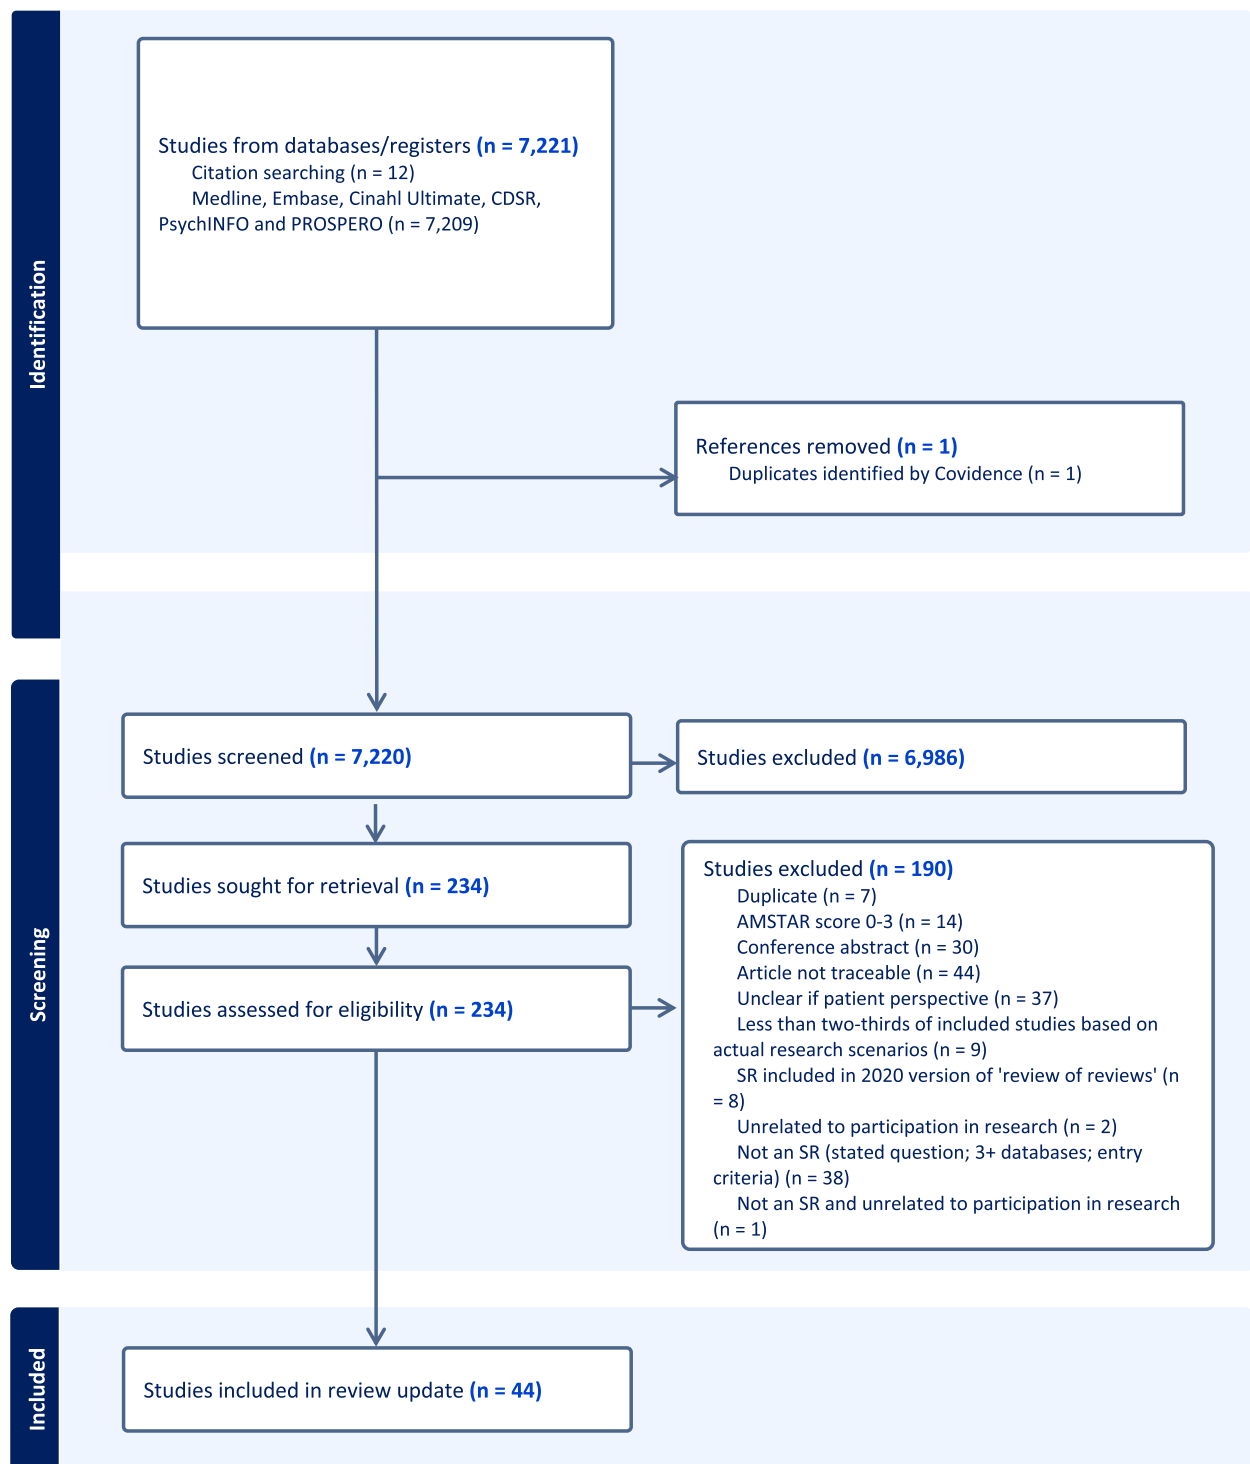 Identification
Studies from databases/registers (n = 7,221)
Citation searching (n = 12)
Medline, Embase, Cinahl Ultimate, CDSR,
PsychINFO and PROSPERO (n = 7,209)
References removed (n = 1)
Duplicates identified by Covidence (n = 1)
Screening
Studies screened (n = 7,220)
Studies excluded (n = 6,986)
Studies sought for retrieval (n = 234)
Studies assessed for eligibility (n = 234)
Studies excluded (n = 190)
Duplicate (n = 7)
AMSTAR score 0-3 (n = 14)
Conference abstract (n = 30)
Article not traceable (n = 44)
Unclear if patient perspective (n = 37)
Less than two-thirds of included studies based on
actual research scenarios (n = 9)
SR included in 2020 version of 'review of reviews' (n
= 8)
Unrelated to participation in research (n = 2)
Not an SR (stated question; 3+ databases; entry
criteria) (n = 38)
Not an SR and unrelated to participation in research
(n = 1)
Included
Studies included in review update (n = 44)